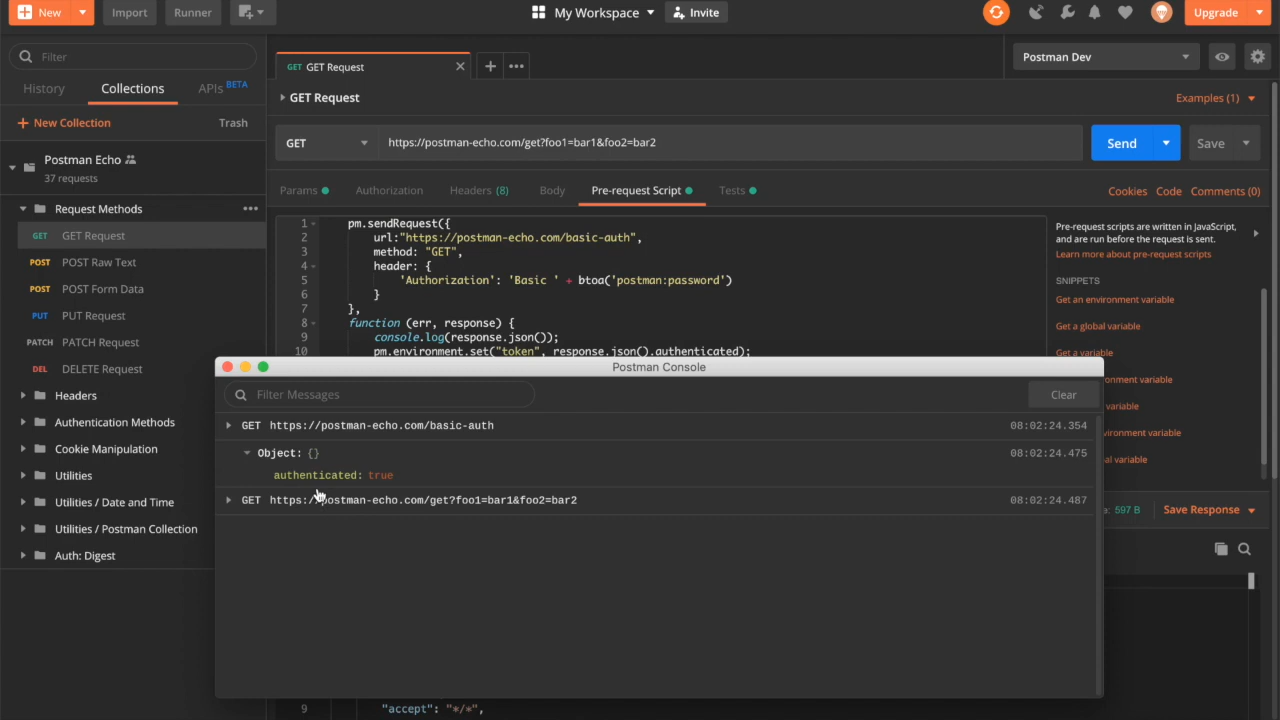 New
Import
Runner
My Workspace
Invite
Upgrade
Filter
GET GET Request
Postman Dev
History
Collections
APIs BETA
GET Request
Examples (1)
+ New Collection
Trash
GET
https://postman-echo.com/get?foo1=bar1&foo2=bar2
Send
Save
Postman Echo
37 requests
Params
Authorization
Headers (8)
Body
Pre-request Script
Tests
Cookies
Code
Comments (0)
Request Methods
GET GET Request
POST POST Raw Text
POST POST Form Data
PUT PUT Request
PATCH PATCH Request
DEL DELETE Request
Headers
Authentication Methods
Cookie Manipulation
Utilities
Utilities / Date and Time
Utilities / Postman Collection
Auth: Digest
1 pm.sendRequest({
2 url:"https://postman-echo.com/basic-auth",
3 method: "GET",
4 header: {
5 'Authorization': 'Basic ' + btoa('postman:password')
6 }
7 },
8 function (err, response) {
9 console.log(response.json());
10 pm.environment.set("token", response.json().authenticated);
Pre-request scripts are written in JavaScript,
and are run before the request is sent.
Learn more about pre-request scripts
SNIPPETS
Get an environment variable
Get a global variable
Get a variable
onment variable
variable
vironment variable
al variable
Postman Console
Filter Messages
Clear
GET https://postman-echo.com/basic-auth
08:02:24.354
Object: {}
08:02:24.475
authenticated: true
GET https://postman-echo.com/get?foo1=bar1&foo2=bar2
08:02:24.487
597 B
Save Response
9 "accept": "*/*",